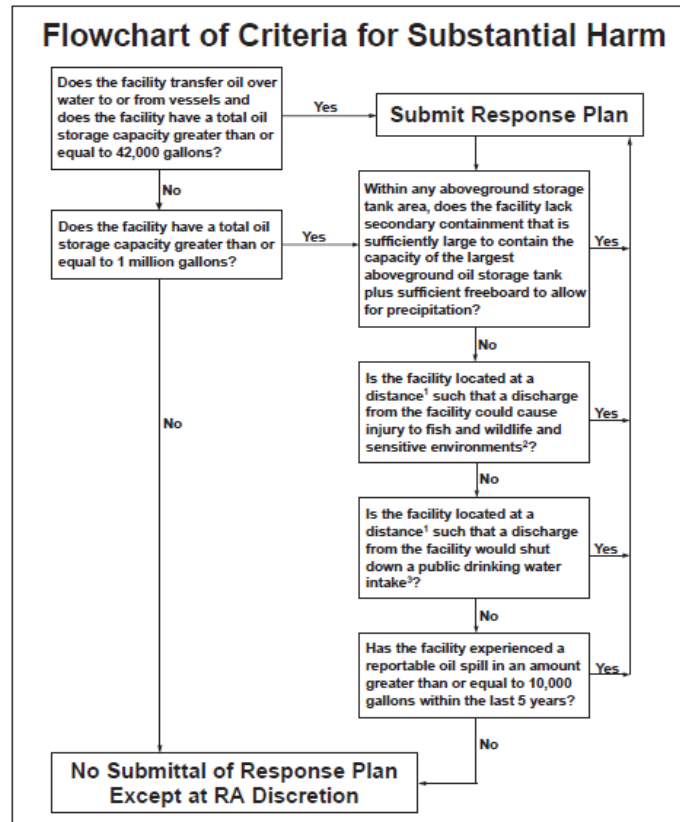 Flowchart of Criteria for Substantial Harm
Does the facility transfer oil over
water to or from vessels and
does the facility have a total oil
storage capacity greater than or
equal to 42,000 gallons?
Yes
Submit Response Plan
No
Does the facility have a total oil
storage capacity greater than or
equal to 1 million gallons?
Yes
Within any aboveground storage
tank area, does the facility lack
secondary containment that is
sufficiently large to contain the
capacity of the largest
aboveground oil storage tank
plus sufficient freeboard to allow
for precipitation?
Yes
No
Is the facility located at a
distance¹ such that a discharge
from the facility could cause
injury to fish and wildlife and
sensitive environments²?
Yes
No
No
Is the facility located at a
distance¹ such that a discharge
from the facility would shut
down a public drinking water
intake³?
Yes
No
Has the facility experienced a
reportable oil spill in an amount
greater than or equal to 10,000
gallons within the last 5 years?
Yes
No
No Submittal of Response Plan
Except at RA Discretion